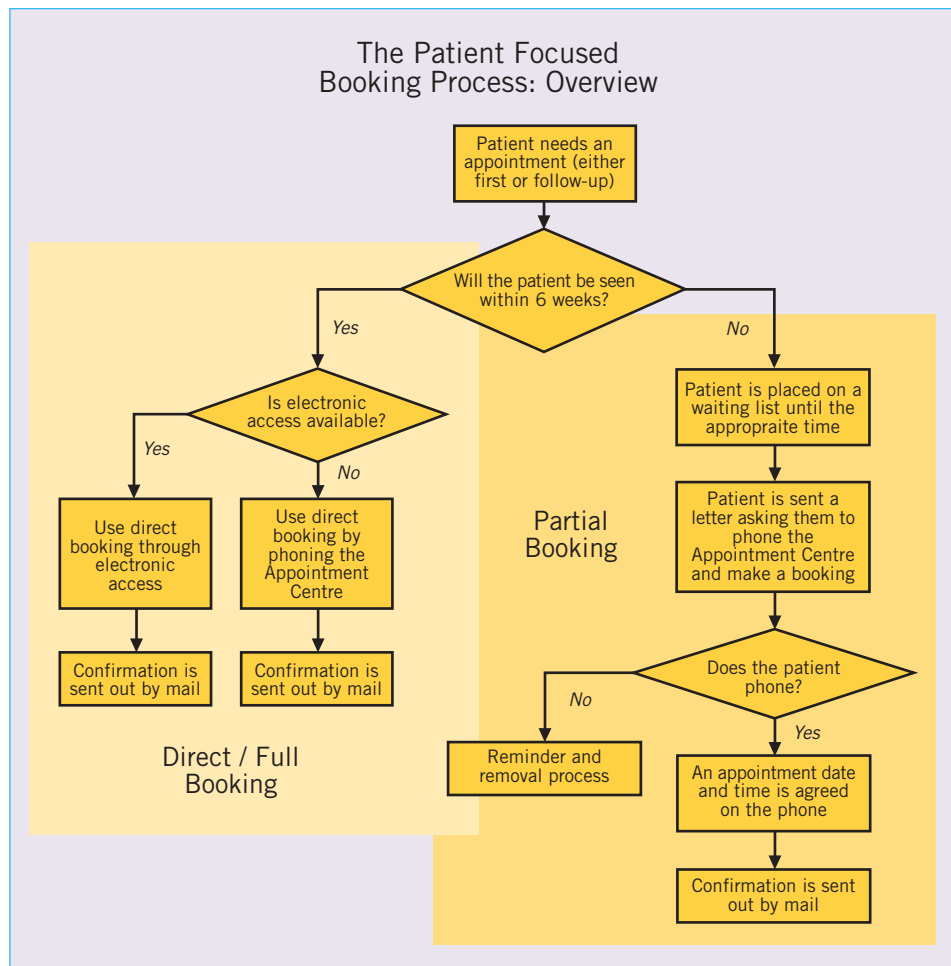 The Patient Focused
Booking Process: Overview
Patient needs an
appointment (either
first or follow-up)
Will the patient be seen
within 6 weeks?
Yes
No
Is electronic
access available?
Yes
No
Use direct
booking through
electronic
access
Use direct
booking by
phoning the
Appointment
Centre
Confirmation is
sent out by mail
Confirmation is
sent out by mail
Direct / Full
Booking
Patient is placed on a
waiting list until the
appropraite time
Patient is sent a
letter asking them to
phone the
Appointment Centre
and make a booking
Partial
Booking
Does the patient
phone?
No
Yes
Reminder and
removal process
An appointment date
and time is agreed
on the phone
Confirmation is sent
out by mail